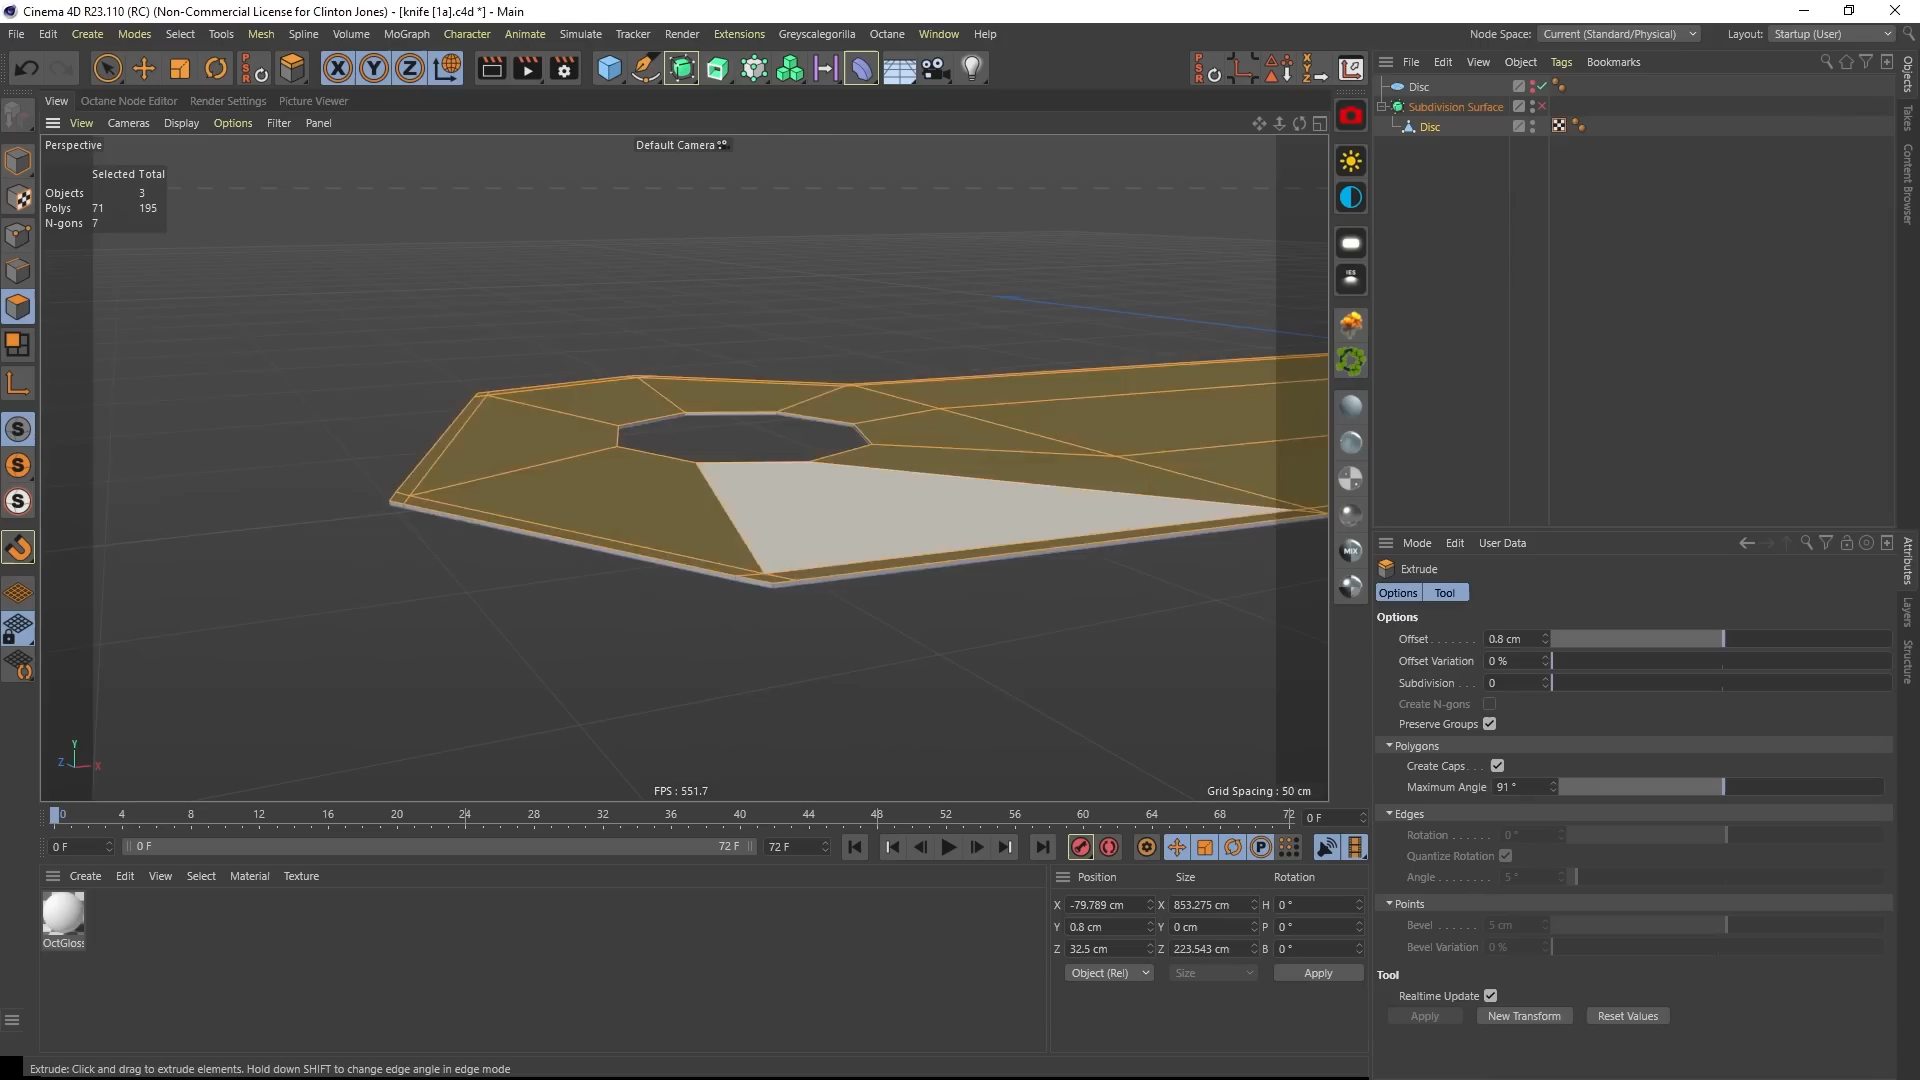 Cinema 4D R23.110 (RC) (Non-Commercial License for Clinton Jones) - [knife [1a].c4d *] - Main
File Edit Create Modes Select Tools Mesh Spline Volume MoGraph Character Animate Simulate Tracker Render Extensions Greyscalegorilla Octane Window Help
Node Space: Current (Standard/Physical) Layout: Startup (User)
P S R X Y Z
File Edit View Object Tags Bookmarks
Disc
Subdivision Surface
Disc
View Octane Node Editor Render Settings Picture Viewer
View Cameras Display Options Filter Panel
Perspective
Default Camera
Selected Total
Objects 3
Polys 71 195
N-gons 7
Y
Z X
FPS : 551.7
Grid Spacing : 50 cm
S
S
S
IES
MIX
Objects
Takes
Content Browser
Attributes
Layers
Structure
Mode Edit User Data
Extrude
Options Tool
Options
Offset 0.8 cm
Offset Variation 0 %
Subdivision 0
Create N-gons
Preserve Groups
Polygons
Create Caps
Maximum Angle 91 °
Edges
Rotation 0 °
Quantize Rotation
Angle 5 °
Points
Bevel 5 cm
Bevel Variation 0 %
Tool
Realtime Update
Apply New Transform Reset Values
0 4 8 12 16 20 24 28 32 36 40 44 48 52 56 60 64 68 72 0 F
0 F 0 F 72 F 72 F
P
Create Edit View Select Material Texture
OctGloss
Position Size Rotation
X -79.789 cm X 853.275 cm H 0 °
Y 0.8 cm Y 0 cm P 0 °
Z 32.5 cm Z 223.543 cm B 0 °
Object (Rel) Size Apply
Extrude: Click and drag to extrude elements. Hold down SHIFT to change edge angle in edge mode